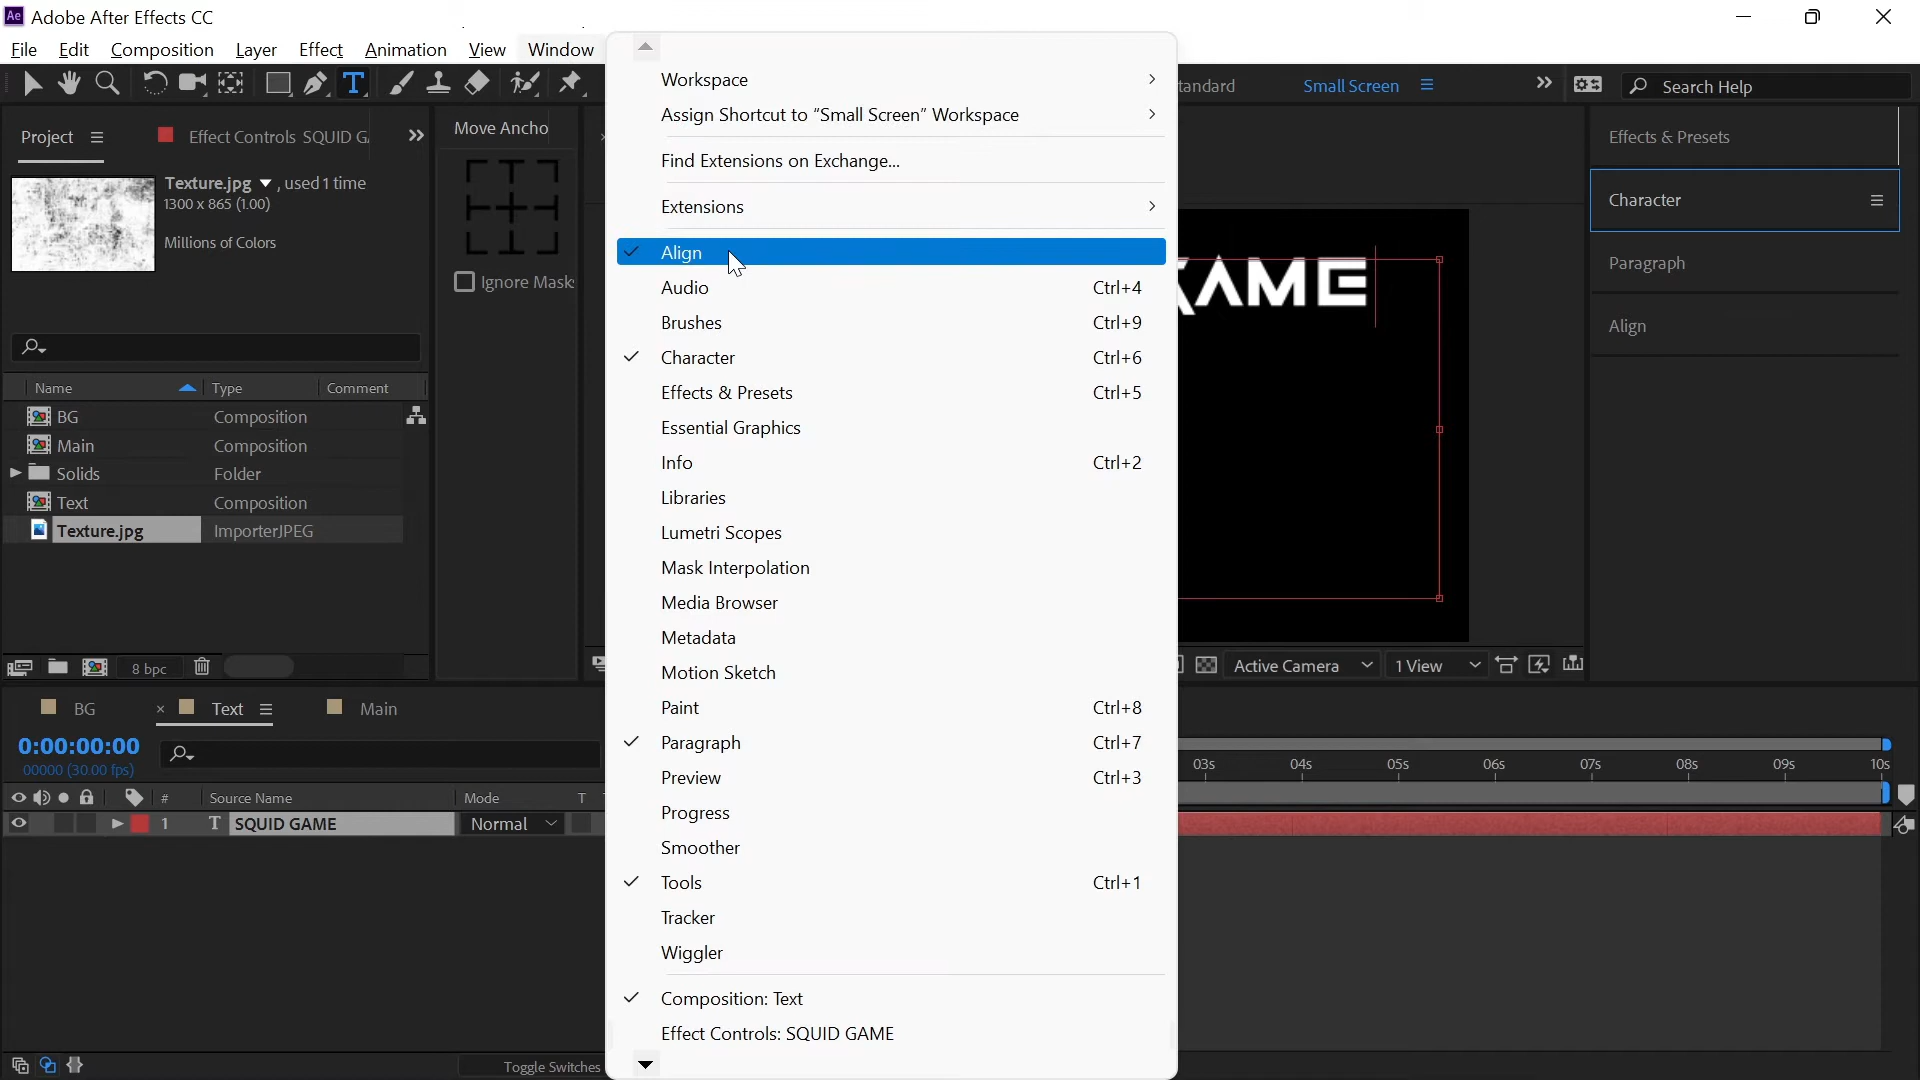 Adobe After Effects CC
File Edit Composition Layer Effect Animation View Window
tandard Small Screen Search Help
Project Effect Controls SQUID GA
Texture.jpg , used 1 time
1300 x 865 (1.00)
Millions of Colors
Name Type Comment
BG Composition
Main Composition
Solids Folder
Text Composition
Texture.jpg ImporterJPEG
8 bpc
Move Ancho
Ignore Mask
Workspace
Assign Shortcut to “Small Screen” Workspace
Find Extensions on Exchange...
Extensions
Align
Audio Ctrl+4
Brushes Ctrl+9
Character Ctrl+6
Effects & Presets Ctrl+5
Essential Graphics
Info Ctrl+2
Libraries
Lumetri Scopes
Mask Interpolation
Media Browser
Metadata
Motion Sketch
Paint Ctrl+8
Paragraph Ctrl+7
Preview Ctrl+3
Progress
Smoother
Tools Ctrl+1
Tracker
Wiggler
Composition: Text
Effect Controls: SQUID GAME
GAME
Active Camera 1 View
Effects & Presets
Character
Paragraph
Align
BG Text Main
0:00:00:00
00000 (30.00 fps)
# Source Name Mode T
1 T SQUID GAME Normal
03s 04s 05s 06s 07s 08s 09s 10s
Toggle Switches